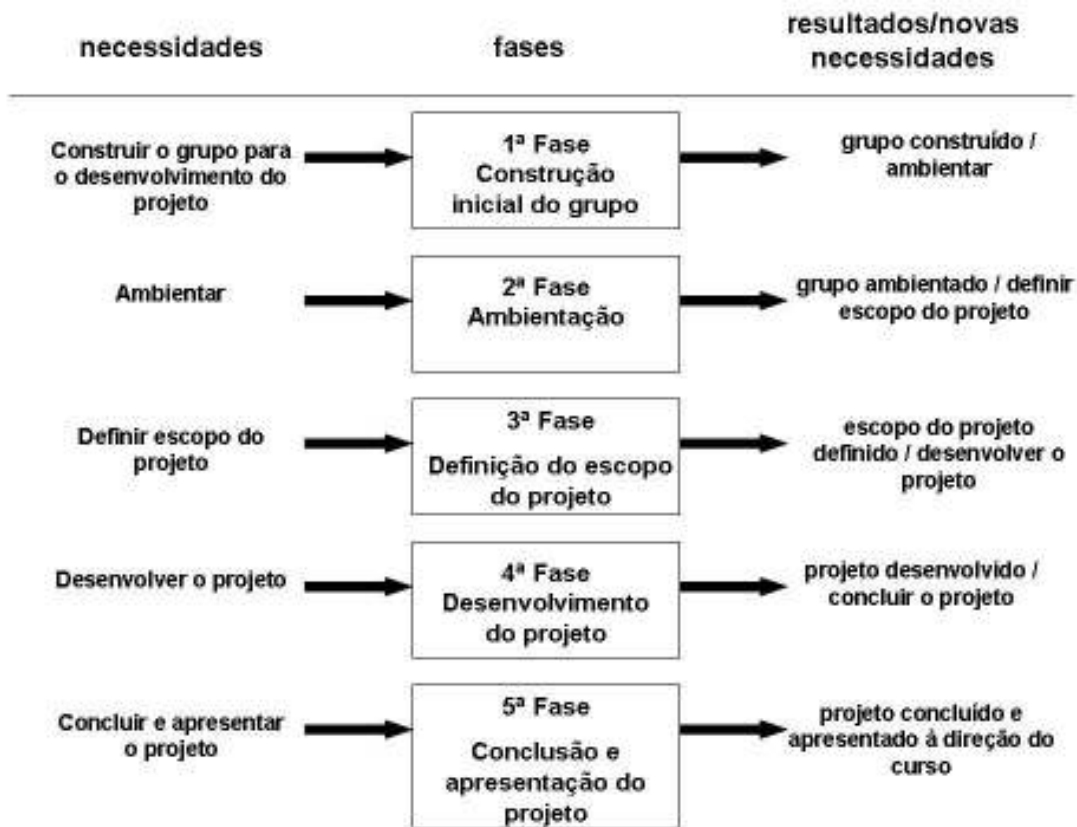 necessidades
fases
resultados/novas
necessidades
Construir o grupo para
o desenvolvimento do
projeto
1ª Fase
Construção
inicial do grupo
grupo construído /
ambientar
Ambientar
2ª Fase
Ambientação
grupo ambientado / definir
escopo do projeto
Definir escopo do
projeto
3ª Fase
Definição do escopo
do projeto
escopo do projeto
definido / desenvolver o
projeto
Desenvolver o projeto
4ª Fase
Desenvolvimento
do projeto
projeto desenvolvido /
concluir o projeto
Concluir e apresentar
o projeto
5ª Fase
Conclusão e
apresentação do
projeto
projeto concluído e
apresentado à direção do
curso